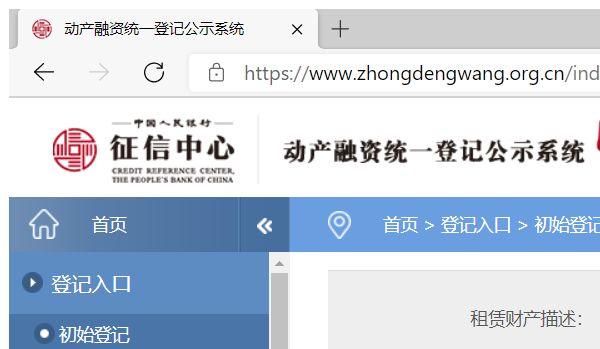 动产融资统一登记公示系统
https://www.zhongdengwang.org.cn/ind
中国人民银行
征信中心
CREDIT REFERENCE CENTER,
THE PEOPLE'S BANK OF CHINA
动产融资统一登记公示系统
首页
首页 > 登记入口 > 初始登记
登记入口
初始登记
租赁财产描述: